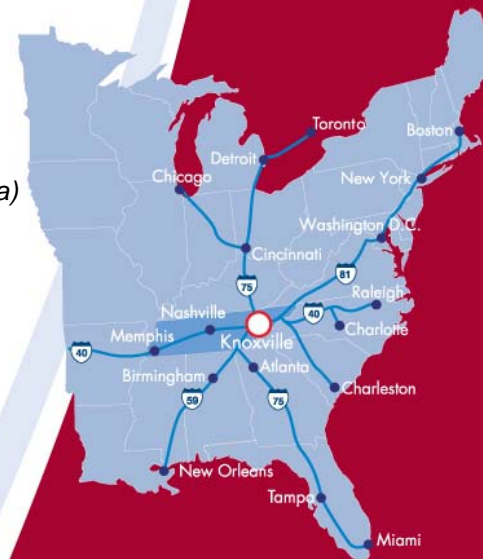 Toronto
Boston
Detroit
Chicago
New York
a)
Washington D.C.
Cincinnati
81
75
Raleigh
Nashville
40
Memphis
Knoxville
Charlotte
40
Atlanta
Birmingham
75
Charleston
59
New Orleans
Tampa
Miami